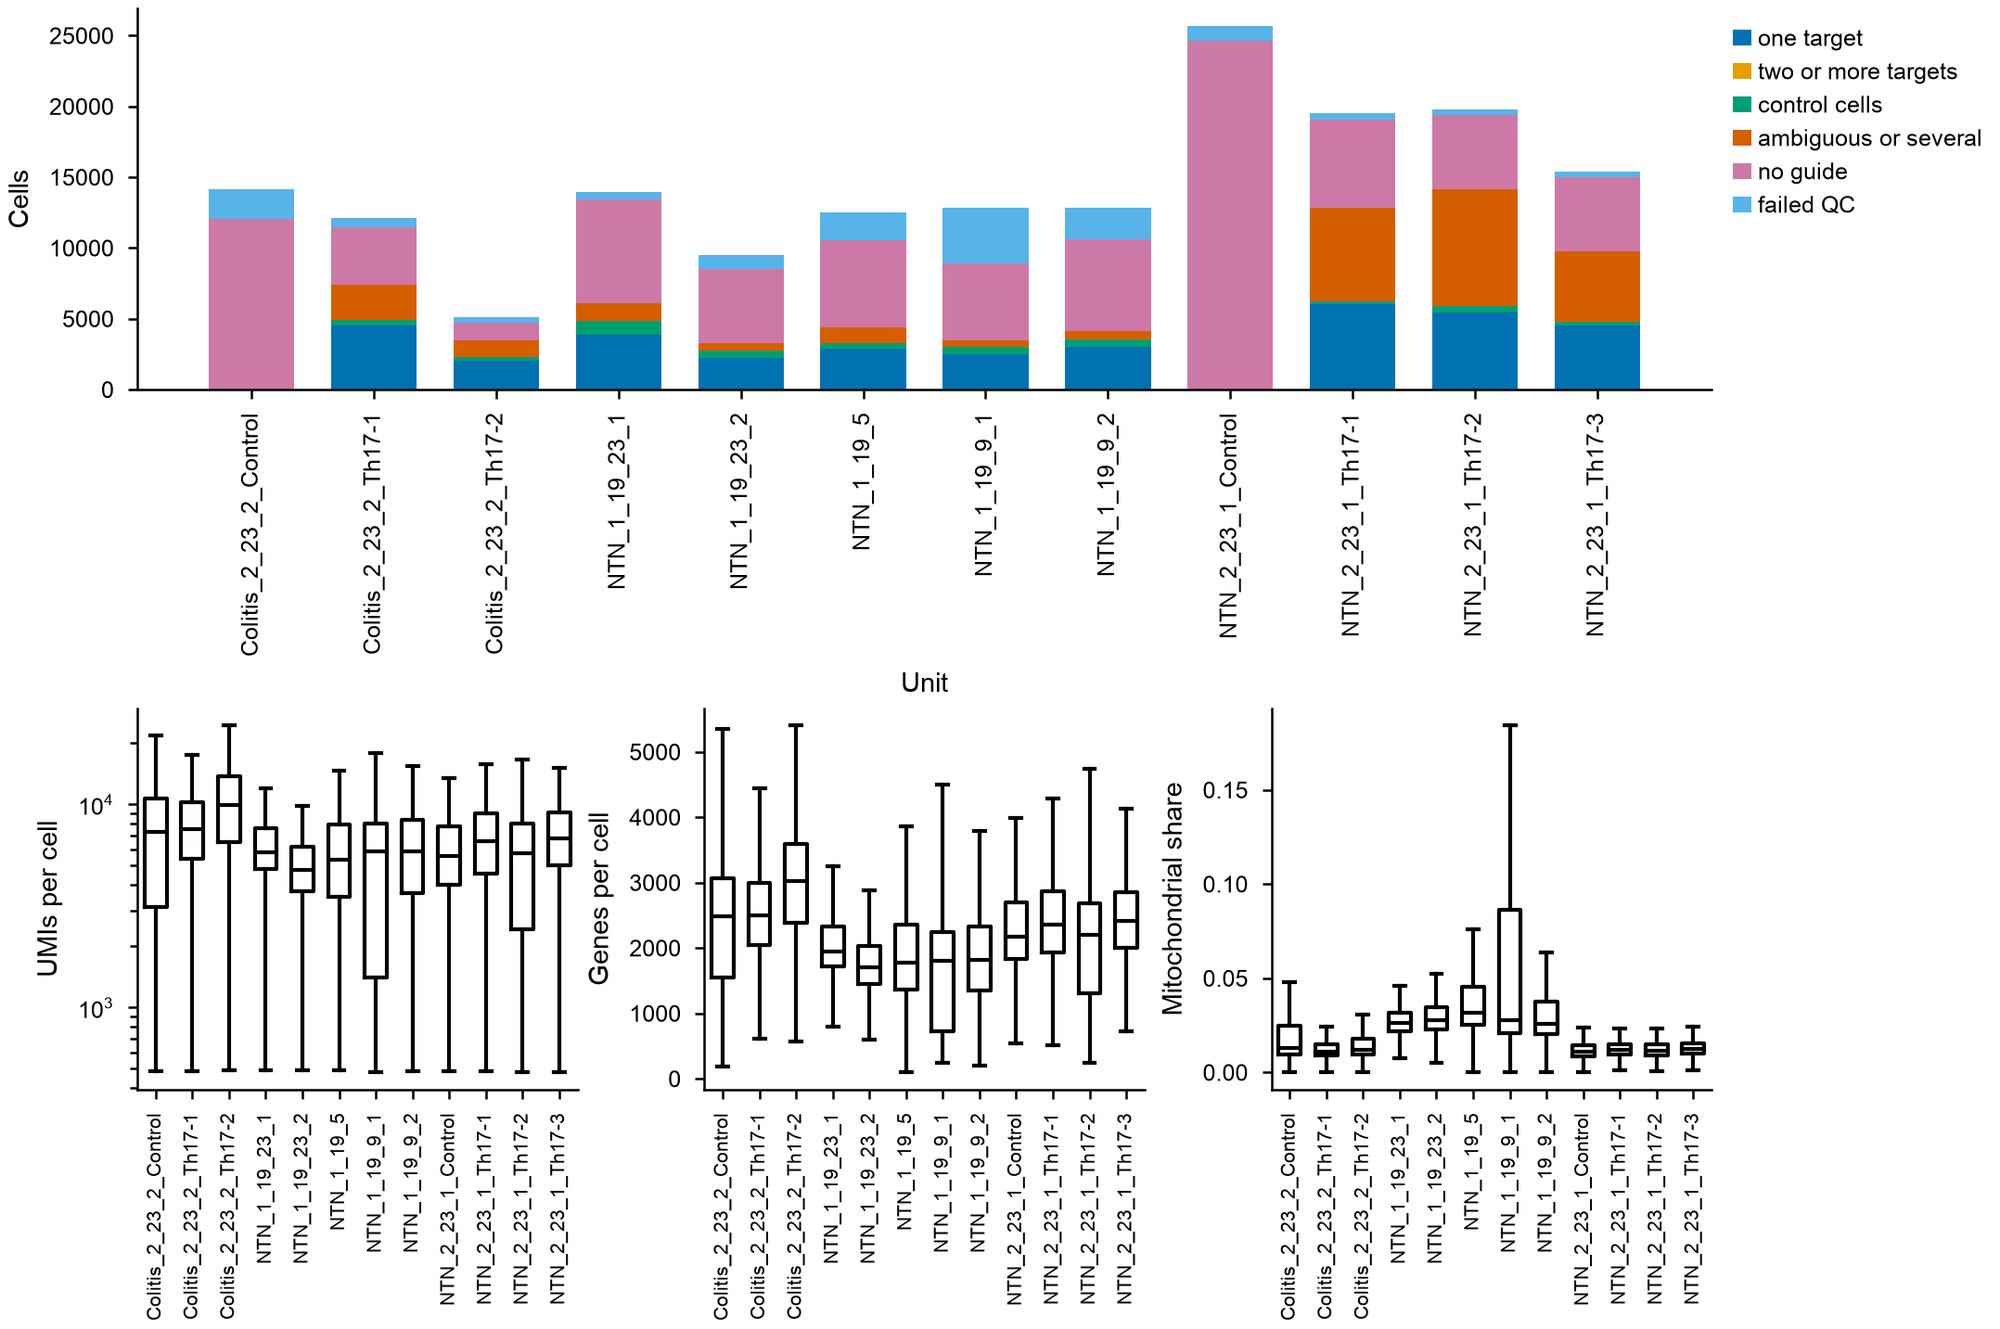 25000
20000
15000
10000
5000
0
Cells
Colitis_2_23_2_Control
Colitis_2_23_2_Th17-1
Colitis_2_23_2_Th17-2
NTN_1_19_23_1
NTN_1_19_23_2
NTN_1_19_5
NTN_1_19_9_1
NTN_1_19_9_2
NTN_2_23_1_Control
NTN_2_23_1_Th17-1
NTN_2_23_1_Th17-2
NTN_2_23_1_Th17-3
Unit
one target
two or more targets
control cells
ambiguous or several
no guide
failed QC
UMIs per cell
10⁴
10³
Colitis_2_23_2_Control
Colitis_2_23_2_Th17-1
Colitis_2_23_2_Th17-2
NTN_1_19_23_1
NTN_1_19_23_2
NTN_1_19_5
NTN_1_19_9_1
NTN_1_19_9_2
NTN_2_23_1_Control
NTN_2_23_1_Th17-1
NTN_2_23_1_Th17-2
NTN_2_23_1_Th17-3
Genes per cell
5000
4000
3000
2000
1000
0
Colitis_2_23_2_Control
Colitis_2_23_2_Th17-1
Colitis_2_23_2_Th17-2
NTN_1_19_23_1
NTN_1_19_23_2
NTN_1_19_5
NTN_1_19_9_1
NTN_1_19_9_2
NTN_2_23_1_Control
NTN_2_23_1_Th17-1
NTN_2_23_1_Th17-2
NTN_2_23_1_Th17-3
Mitochondrial share
0.15
0.10
0.05
0.00
Colitis_2_23_2_Control
Colitis_2_23_2_Th17-1
Colitis_2_23_2_Th17-2
NTN_1_19_23_1
NTN_1_19_23_2
NTN_1_19_5
NTN_1_19_9_1
NTN_1_19_9_2
NTN_2_23_1_Control
NTN_2_23_1_Th17-1
NTN_2_23_1_Th17-2
NTN_2_23_1_Th17-3